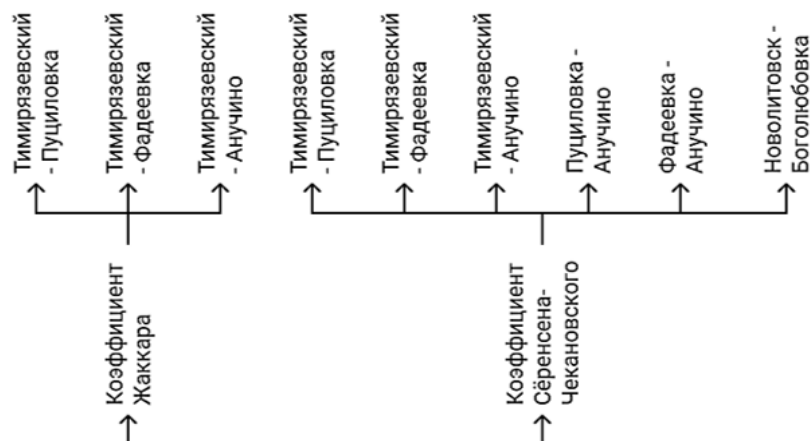 Коэффициент
Жаккара
Тимирязевский
- Пуциловка
Тимирязевский
- Фадеевка
Тимирязевский
- Анучино
Коэффициент
Сёренсена-
Чекановского
Тимирязевский
- Пуциловка
Тимирязевский
- Фадеевка
Тимирязевский
- Анучино
Пуциловка -
Анучино
Фадеевка -
Анучино
Новолитовск -
Боголюбовка